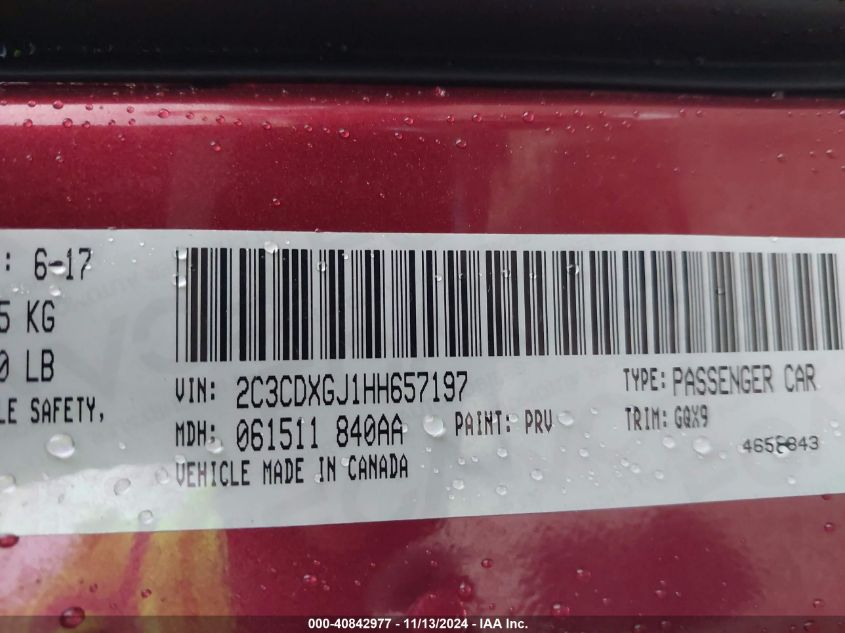 : 6-17
5 KG
0 LB
LE SAFETY,
VIN: 2C3CDXGJ1HH657197
TYPE: PASSENGER CAR
MDH: 061511 840AA
PAINT: PRV
TRIM: GQX9
VEHICLE MADE IN CANADA
000-40842977 - 11/13/2024 - IAA Inc.